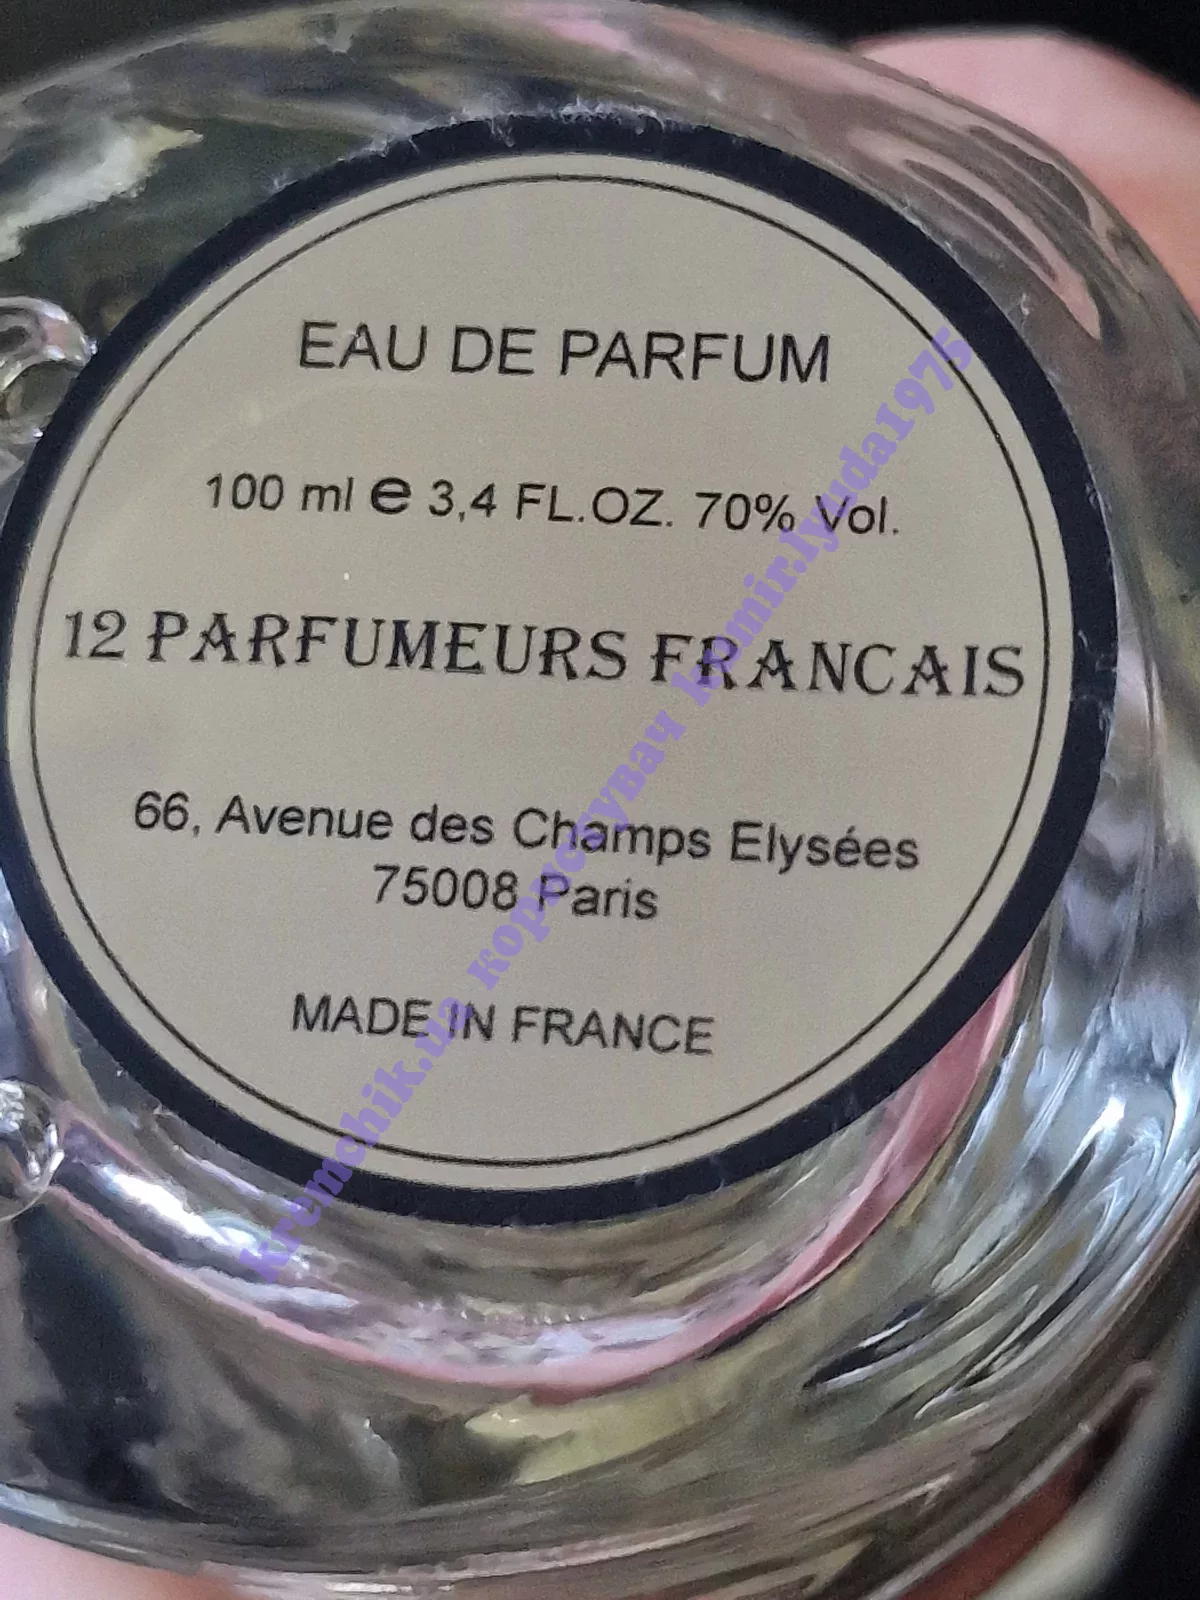 EAU DE PARFUM
100 ml e 3,4 FL.OZ. 70% Vol.
12 PARFUMEURS FRANCAIS
66, Avenue des Champs Elysées
75008 Paris
MADE IN FRANCE
kremchik.ua користувач komir.lyuda1975